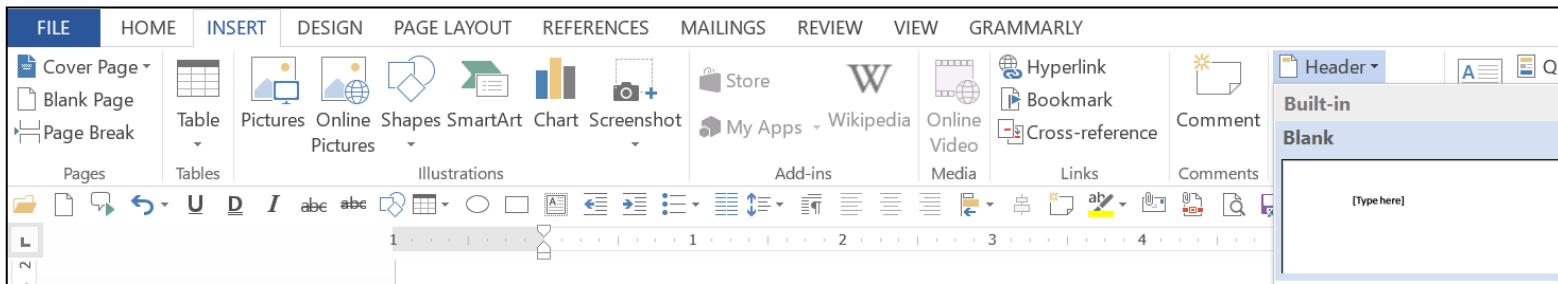 FILE HOME INSERT DESIGN PAGE LAYOUT REFERENCES MAILINGS REVIEW VIEW GRAMMARLY
Cover Page
Blank Page
Page Break
Pages
Table
Tables
Pictures
Online Pictures
Shapes
SmartArt
Chart
Screenshot
Illustrations
Store
My Apps
Wikipedia
Add-ins
Online Video
Media
Hyperlink
Bookmark
Cross-reference
Links
Comment
Comments
Header
Q
Built-in
Blank
[Type here]
U D I abc abc
1 1 2 3 4
2